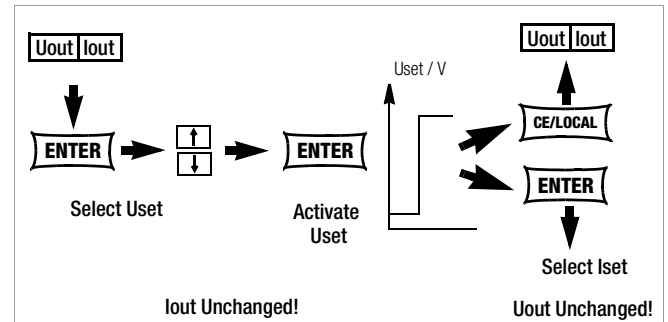 Uout Iout
ENTER
Select Uset
ENTER
Activate
Uset
Uset / V
Uout Iout
CE/LOCAL
ENTER
Select Iset
Iout Unchanged!
Uout Unchanged!